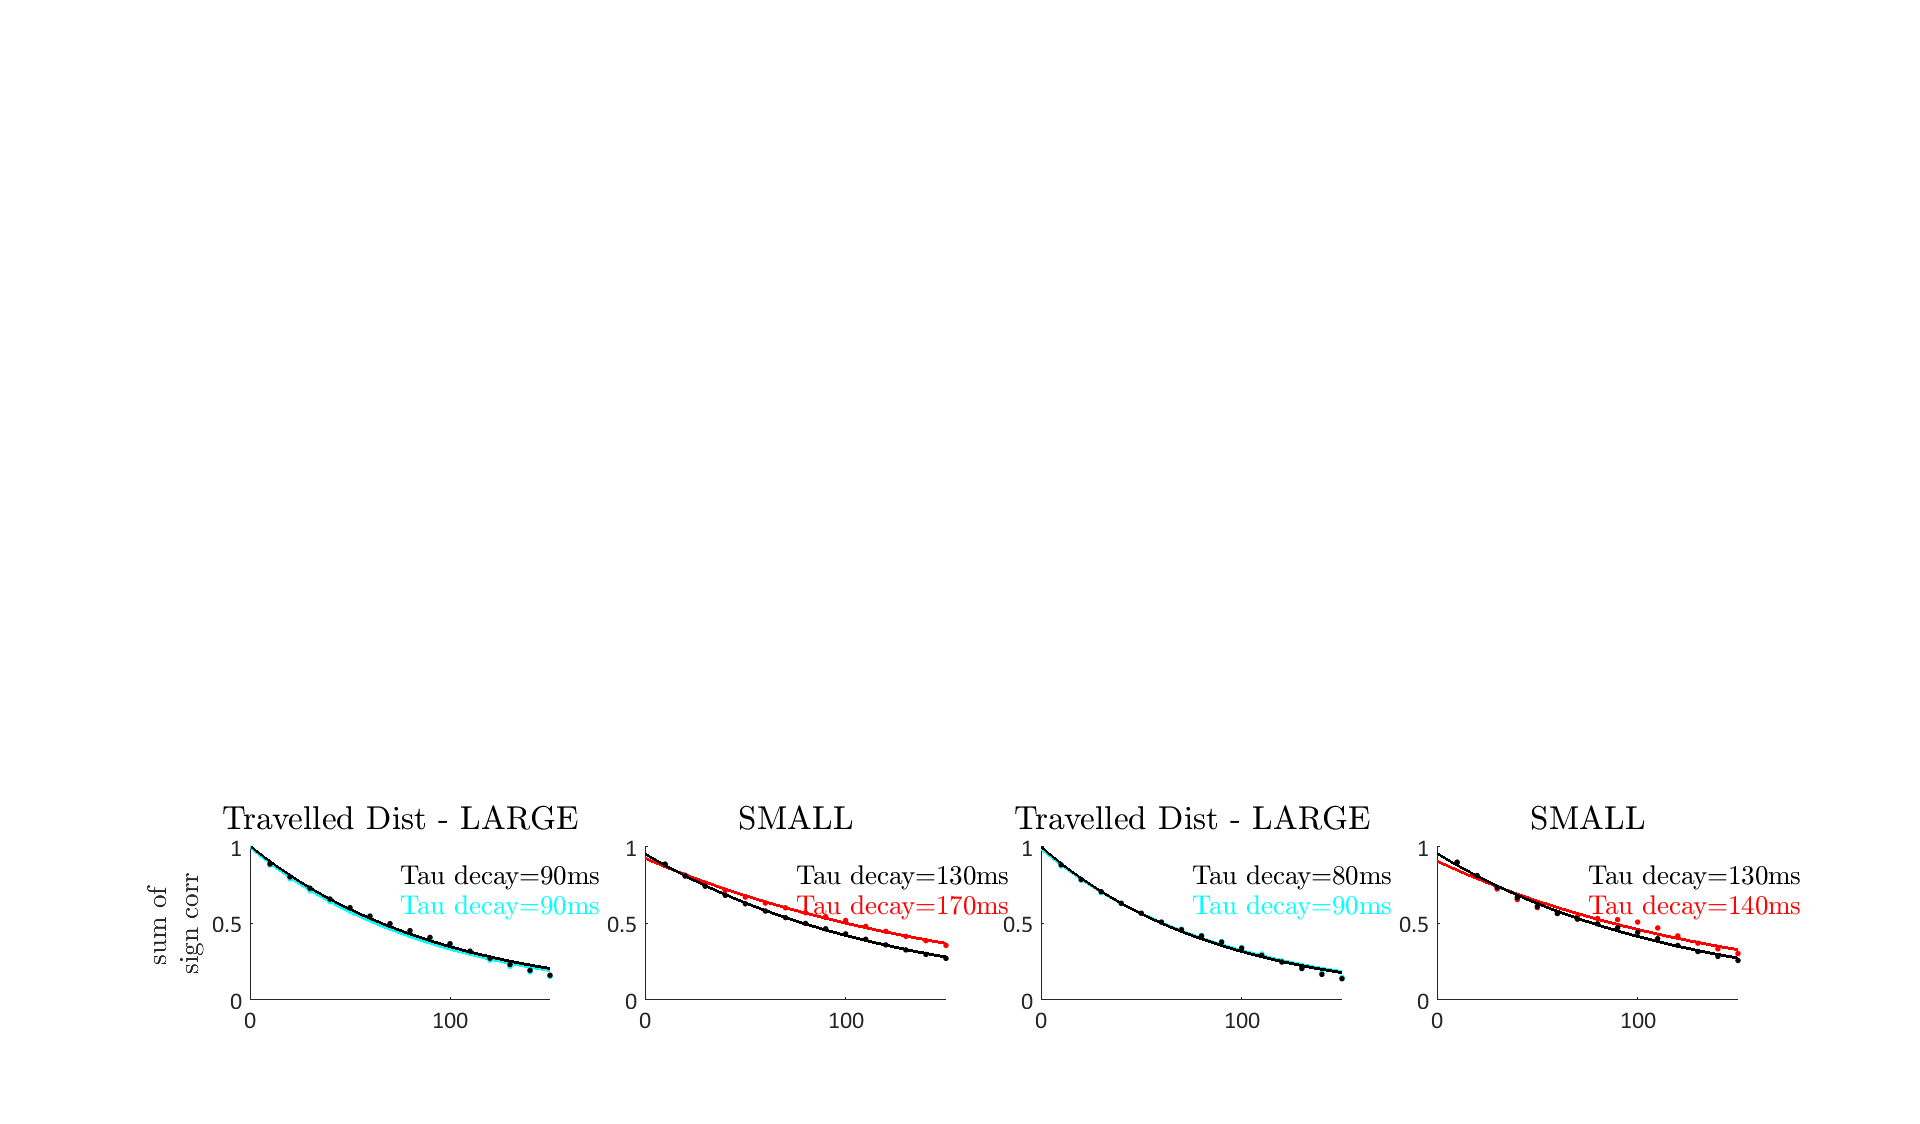 Travelled Dist - LARGE
SMALL
Travelled Dist - LARGE
SMALL
sum of
sign corr
1
0.5
0
0
100
Tau decay=90ms
Tau decay=90ms
1
0.5
0
0
100
Tau decay=130ms
Tau decay=170ms
1
0.5
0
0
100
Tau decay=80ms
Tau decay=90ms
1
0.5
0
0
100
Tau decay=130ms
Tau decay=140ms